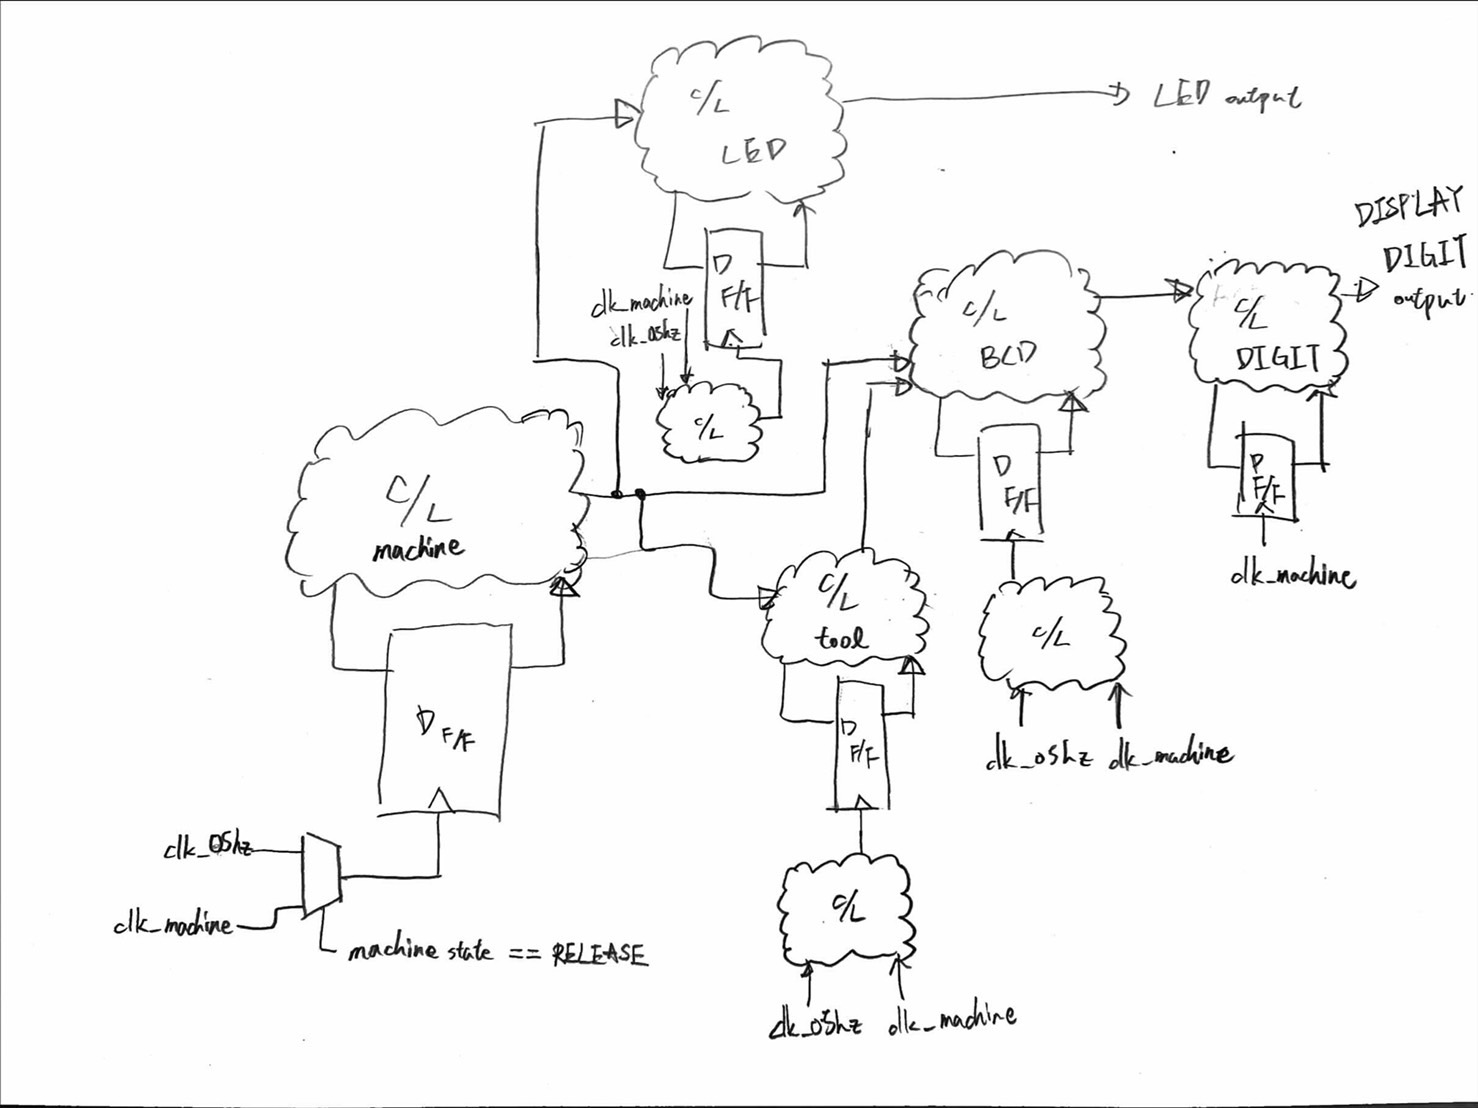 C/L
LED
LED output
D
F/F
clk_machine
clk_05hz
C/L
C/L
BCD
D
F/F
C/L
clk_05hz clk_machine
DISPLAY
DIGIT
output
C/L
DIGIT
D
F/F
clk_machine
C/L
machine
D F/F
clk_05hz
clk_machine
machine state == RELEASE
C/L
tool
D
F/F
C/L
clk_05hz clk_machine